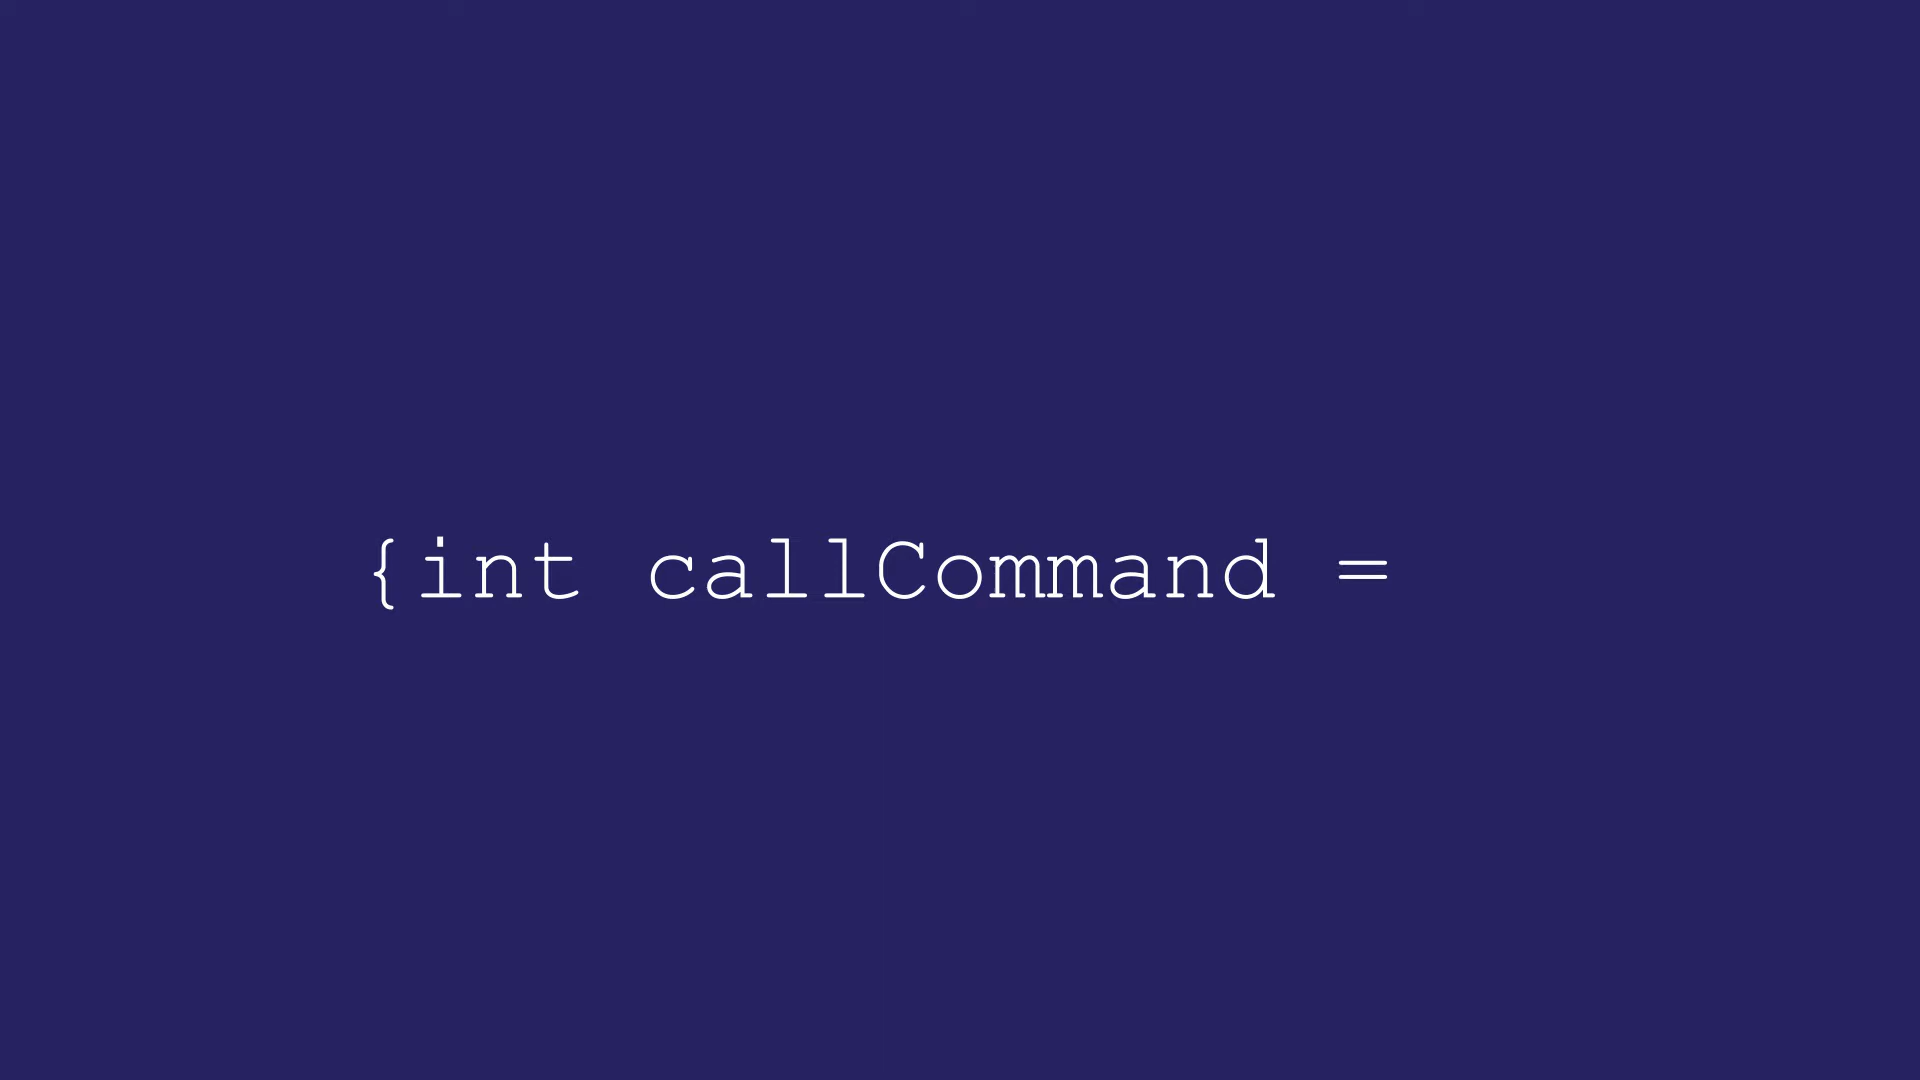 {int callCommand =